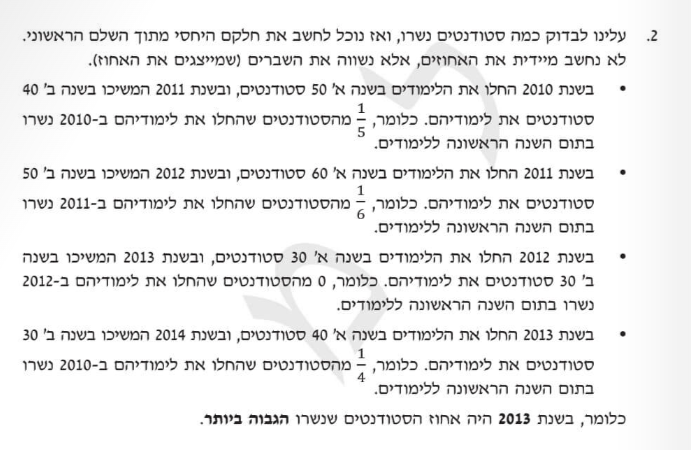 2. עלינו לבדוק כמה סטודנטים נשרו, ואז נוכל לחשב את חלקם היחסי מתוך השלם הראשוני.
לא נחשב מיידית את האחוזים, אלא נשווה את השברים (שמייצגים את האחוז).
• בשנת 2010 החלו את הלימודים בשנה א' 50 סטודנטים, ובשנת 2011 המשיכו בשנה ב' 40
סטודנטים את לימודיהם. כלומר, 1/5 מהסטודנטים שהחלו את לימודיהם ב-2010 נשרו
בתום השנה הראשונה ללימודים.
• בשנת 2011 החלו את הלימודים בשנה א' 60 סטודנטים, ובשנת 2012 המשיכו בשנה ב' 50
סטודנטים את לימודיהם. כלומר, 1/6 מהסטודנטים שהחלו את לימודיהם ב-2011 נשרו
בתום השנה הראשונה ללימודים.
• בשנת 2012 החלו את הלימודים בשנה א' 30 סטודנטים, ובשנת 2013 המשיכו בשנה
ב' 30 סטודנטים את לימודיהם. כלומר, 0 מהסטודנטים שהחלו את לימודיהם ב-2012
נשרו בתום השנה הראשונה ללימודים.
• בשנת 2013 החלו את הלימודים בשנה א' 40 סטודנטים, ובשנת 2014 המשיכו בשנה ב' 30
סטודנטים את לימודיהם. כלומר, 1/4 מהסטודנטים שהחלו את לימודיהם ב-2010 נשרו
בתום השנה הראשונה ללימודים.
כלומר, בשנת 2013 היה אחוז הסטודנטים שנשרו הגבוה ביותר.